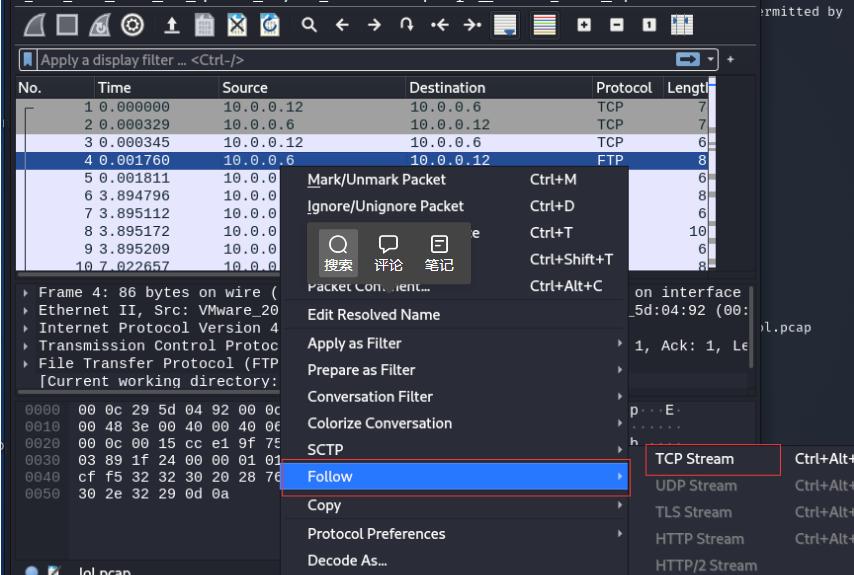 ermitted by
Apply a display filter ... <Ctrl-/>
No. Time Source Destination Protocol Lengtl
1 0.000000 10.0.0.12 10.0.0.6 TCP 7
2 0.000329 10.0.0.6 10.0.0.12 TCP 7
3 0.000345 10.0.0.12 10.0.0.6 TCP 6
4 0.001760 10.0.0.6 10.0.0.12 FTP 8
5 0.001811 10.0.0 6
6 3.894796 10.0.0 8
7 3.895112 10.0.0 6
8 3.895172 10.0.0 10
9 3.895209 10.0.0 6
10 7.022657 10.0.0 8
Mark/Unmark Packet Ctrl+M
Ignore/Unignore Packet Ctrl+D
ce Ctrl+T
Ctrl+Shift+T
搜索 评论 笔记
Packet Comment... Ctrl+Alt+C
Edit Resolved Name
Apply as Filter
Prepare as Filter
Conversation Filter
Colorize Conversation
SCTP
Follow
Copy
Protocol Preferences
Decode As...
TCP Stream Ctrl+Alt+
UDP Stream Ctrl+Alt+
TLS Stream Ctrl+Alt+
HTTP Stream Ctrl+Alt+
HTTP/2 Stream
Frame 4: 86 bytes on wire ( on interface
Ethernet II, Src: VMware_20 _5d:04:92 (00:
Internet Protocol Version 4
Transmission Control Protoc 1, Ack: 1, Le
File Transfer Protocol (FTP
[Current working directory:
ol.pcap
0000 00 0c 29 5d 04 92 00 0c p···E·
0010 00 48 3e 00 40 00 40 06 ······
0020 00 0c 00 15 cc e1 9f 75
0030 03 89 1f 24 00 00 01 01
0040 cf f5 32 32 30 20 28 76
0050 30 2e 32 29 0d 0a
lol.pcap